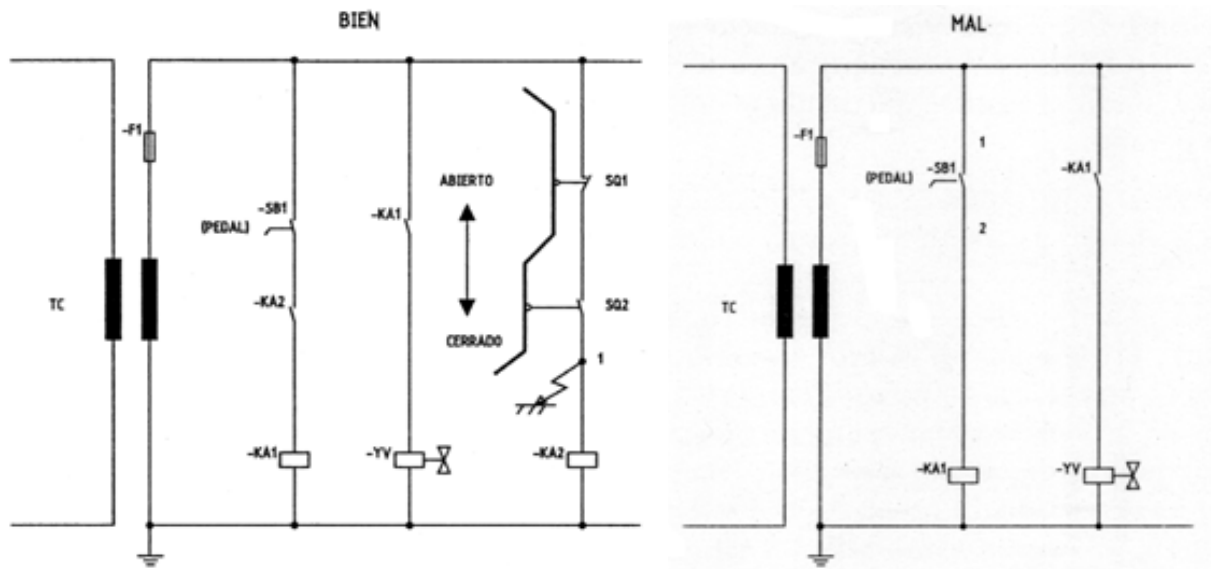 BIEN
-F1
-SB1
(PEDAL)
-KA1
-KA2
ABIERTO
SQ1
TC
SQ2
CERRADO
1
-KA1
-YV
-KA2
MAL
-F1
1
-SB1
(PEDAL)
-KA1
2
TC
-KA1
-YV